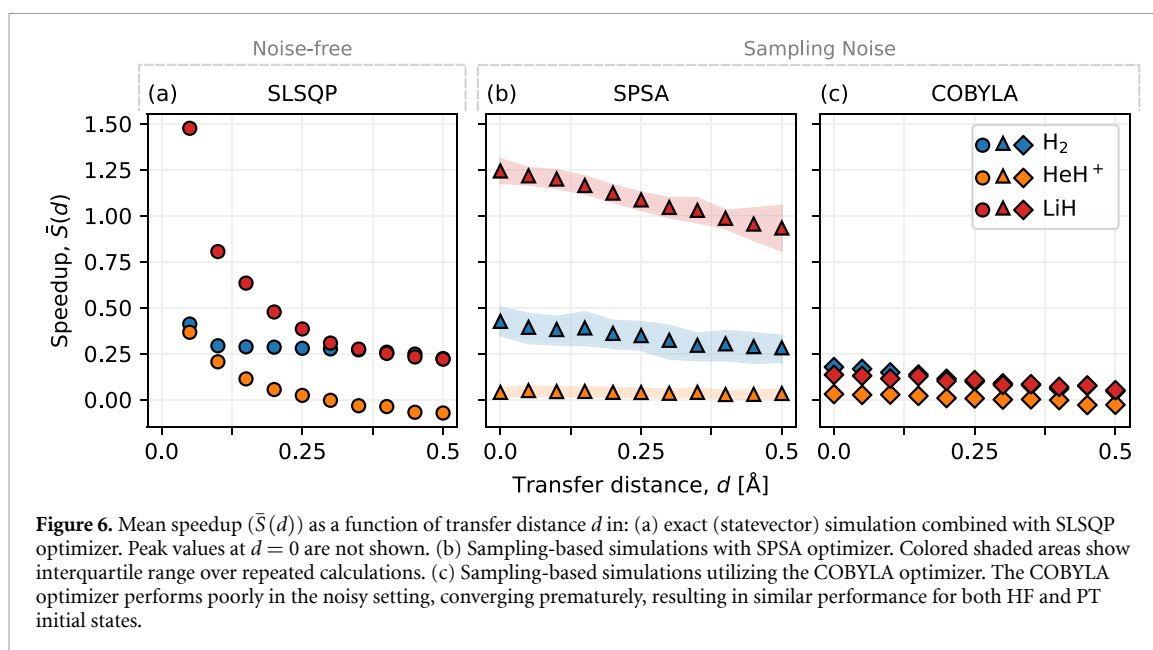 Noise-free
Sampling Noise
(a) SLSQP
(b) SPSA
(c) COBYLA
1.50
1.25
1.00
0.75
0.50
0.25
0.00
Speedup, S̄(d)
H₂
HeH⁺
LiH
0.0 0.25 0.5
0.0 0.25 0.5
0.0 0.25 0.5
Transfer distance, d [Å]
Figure 6. Mean speedup (S̄(d)) as a function of transfer distance d in: (a) exact (statevector) simulation combined with SLSQP
optimizer. Peak values at d = 0 are not shown. (b) Sampling-based simulations with SPSA optimizer. Colored shaded areas show
interquartile range over repeated calculations. (c) Sampling-based simulations utilizing the COBYLA optimizer. The COBYLA
optimizer performs poorly in the noisy setting, converging prematurely, resulting in similar performance for both HF and PT
initial states.